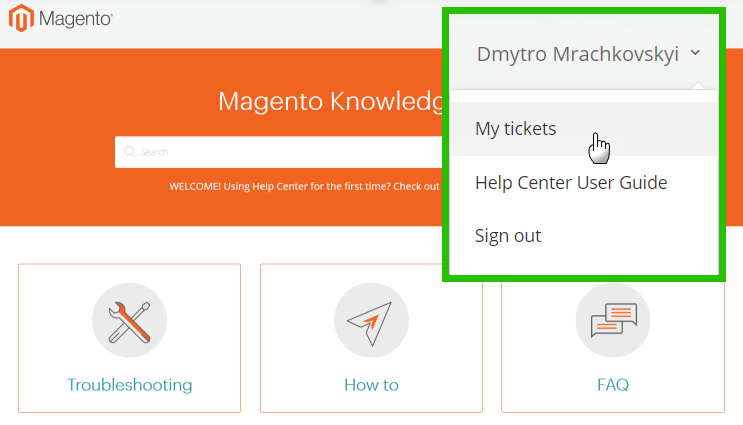 Magento
Dmytro Mrachkovskyi
Magento Knowledg
My tickets
Search
WELCOME! Using Help Center for the first time? Check out
Help Center User Guide
Sign out
Troubleshooting
How to
FAQ